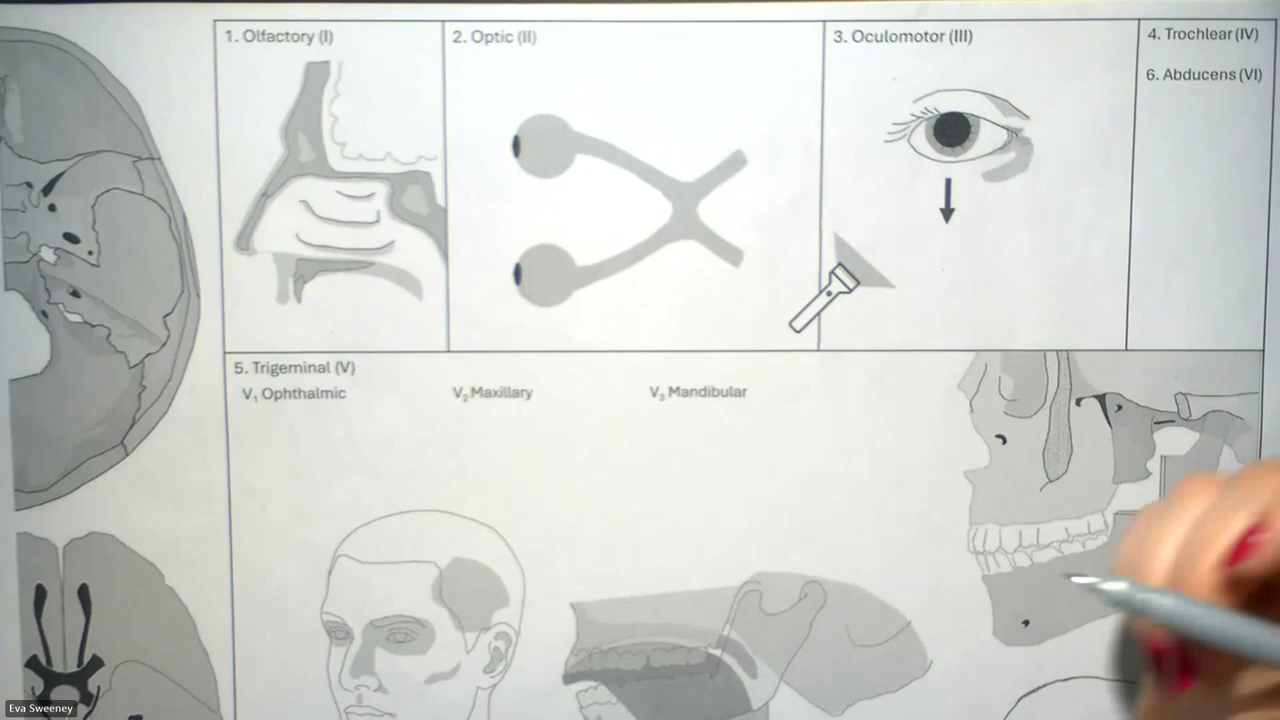 1. Olfactory (I)
2. Optic (II)
3. Oculomotor (III)
4. Trochlear (IV)
6. Abducens (VI)
5. Trigeminal (V)
V₁ Ophthalmic
V₂ Maxillary
V₃ Mandibular
Eva Sweeney